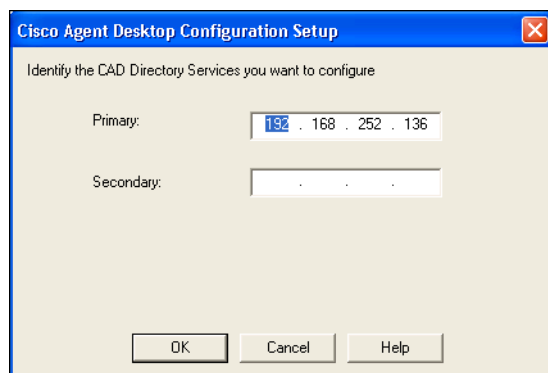 Cisco Agent Desktop Configuration Setup
Identify the CAD Directory Services you want to configure
Primary: 192 . 168 . 252 . 136
Secondary: . . .
OK Cancel Help